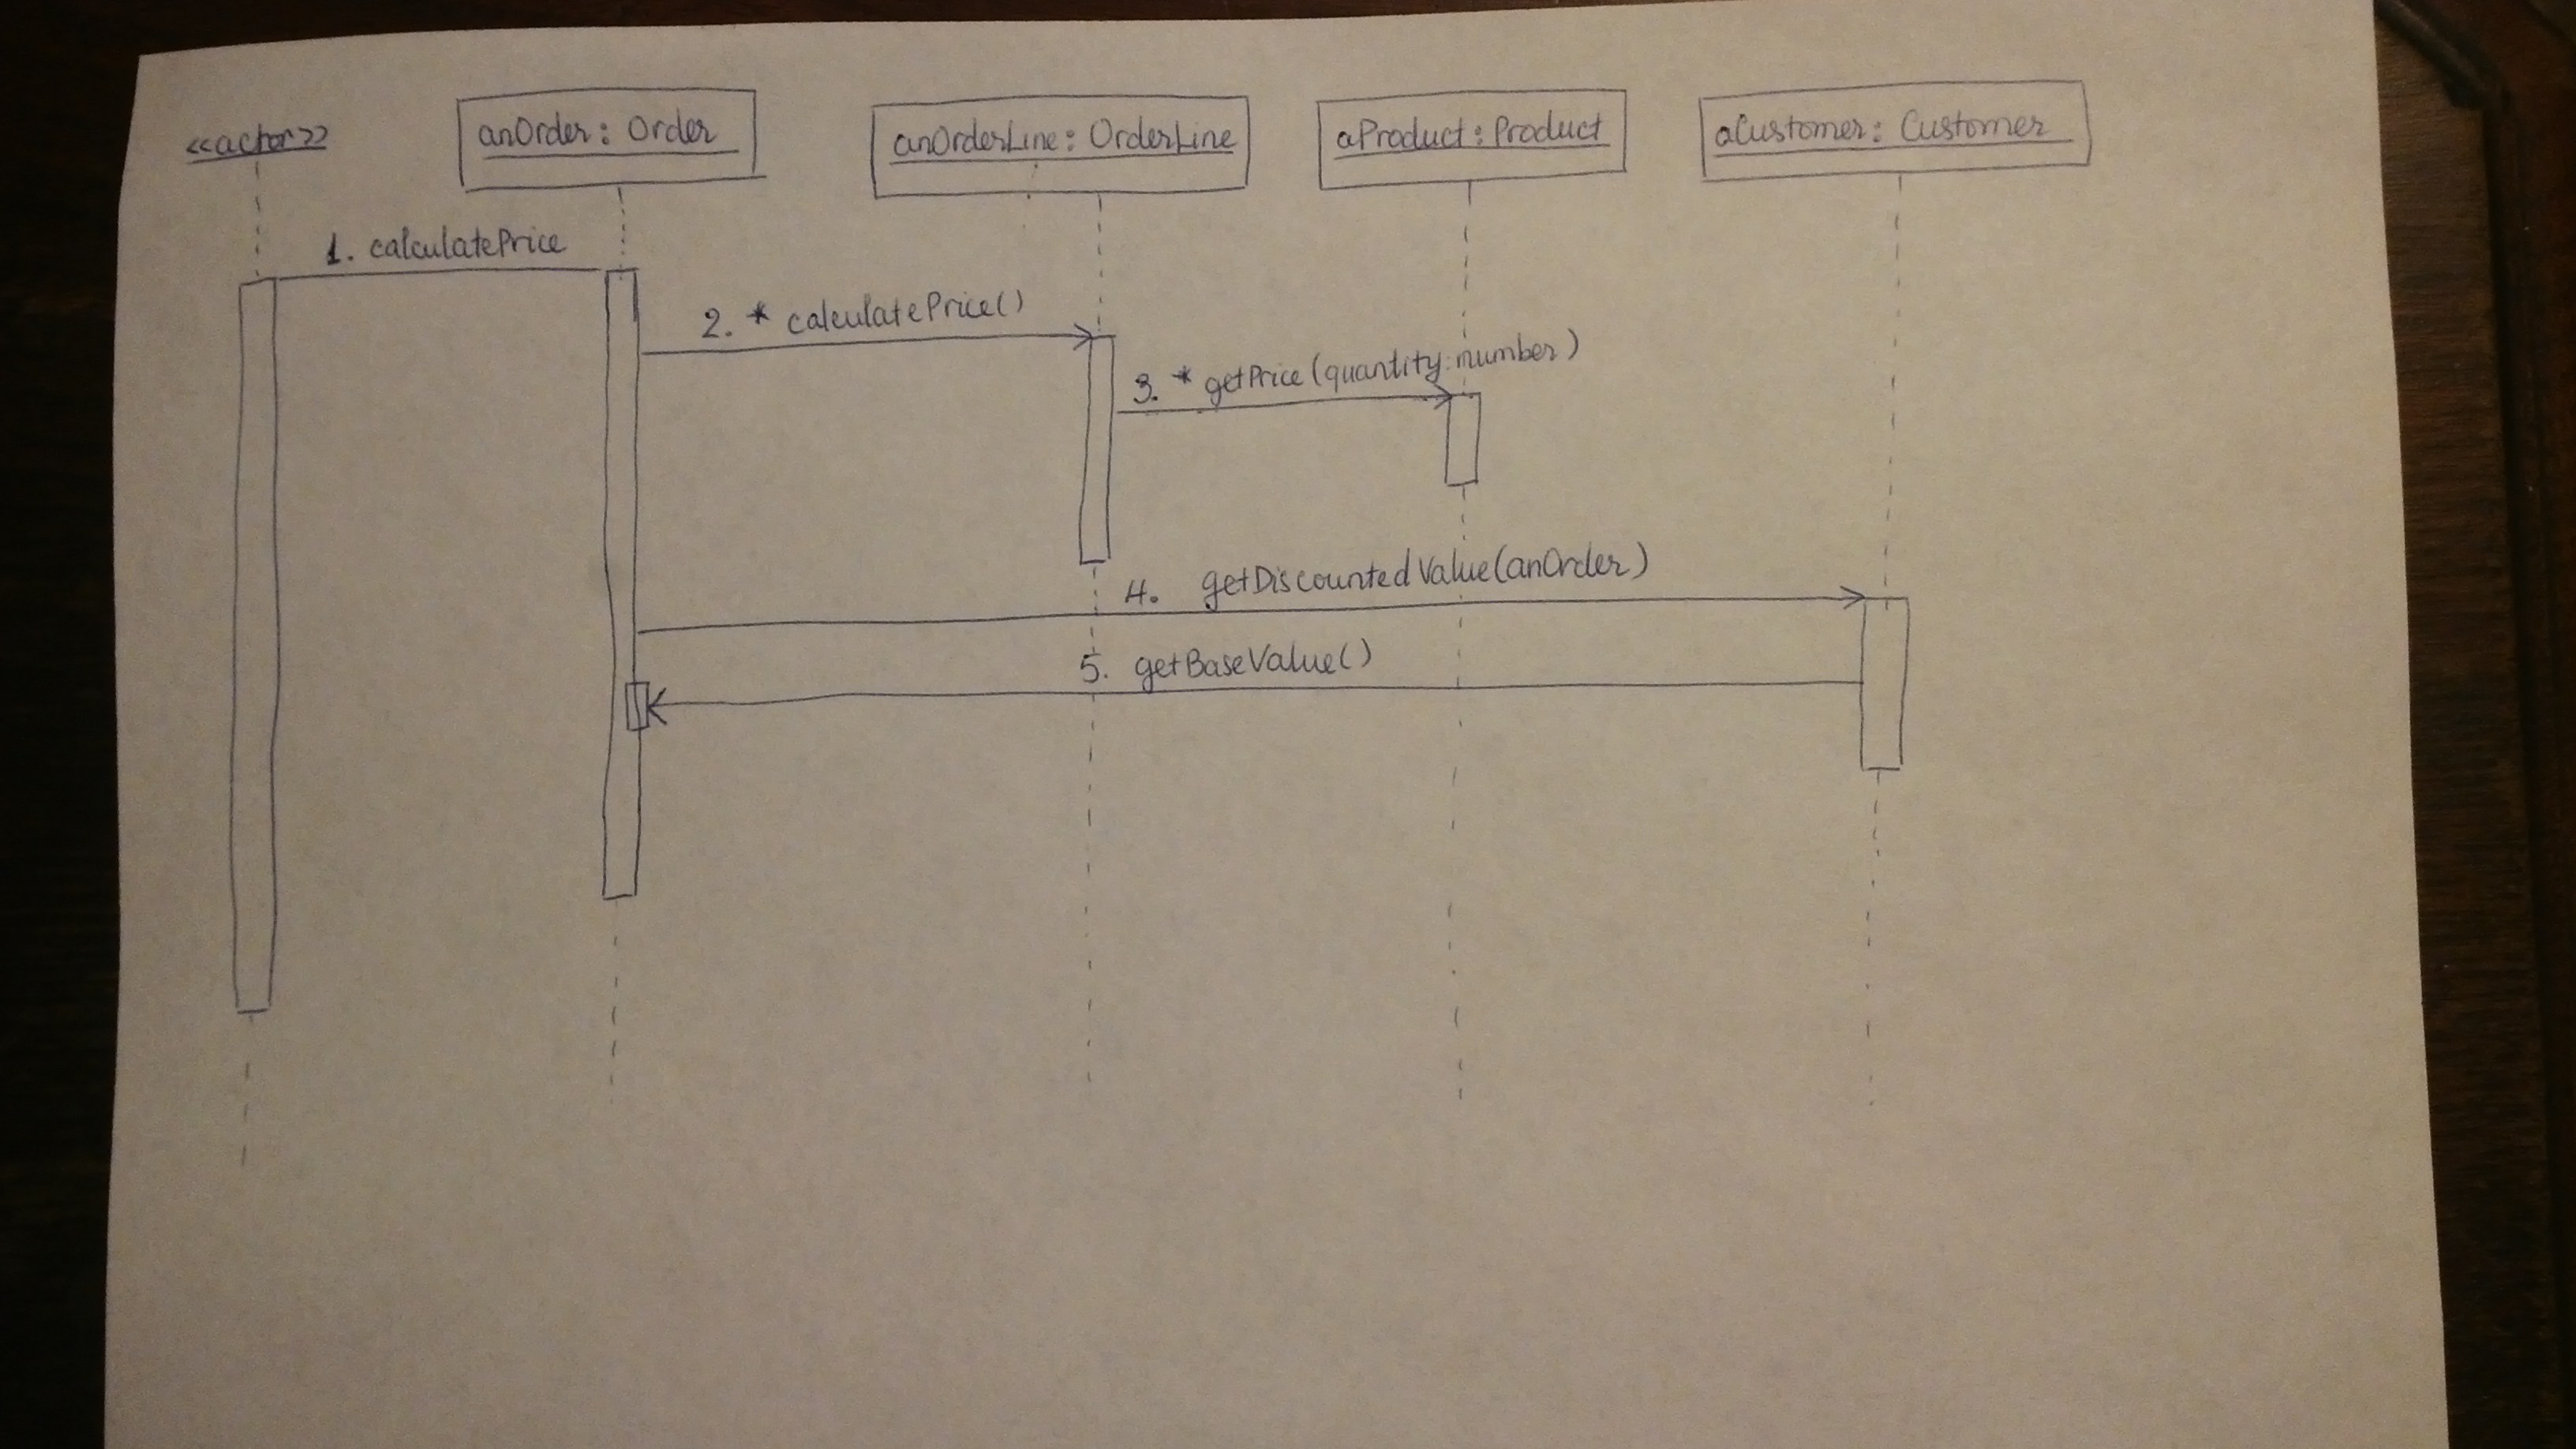 <<actor>>
anOrder: Order
anOrderLine: OrderLine
aProduct: Product
aCustomer: Customer
1. calculatePrice
2. * calculatePrice()
3. * getPrice(quantity:number)
4. getDiscountedValue(anOrder)
5. getBaseValue()